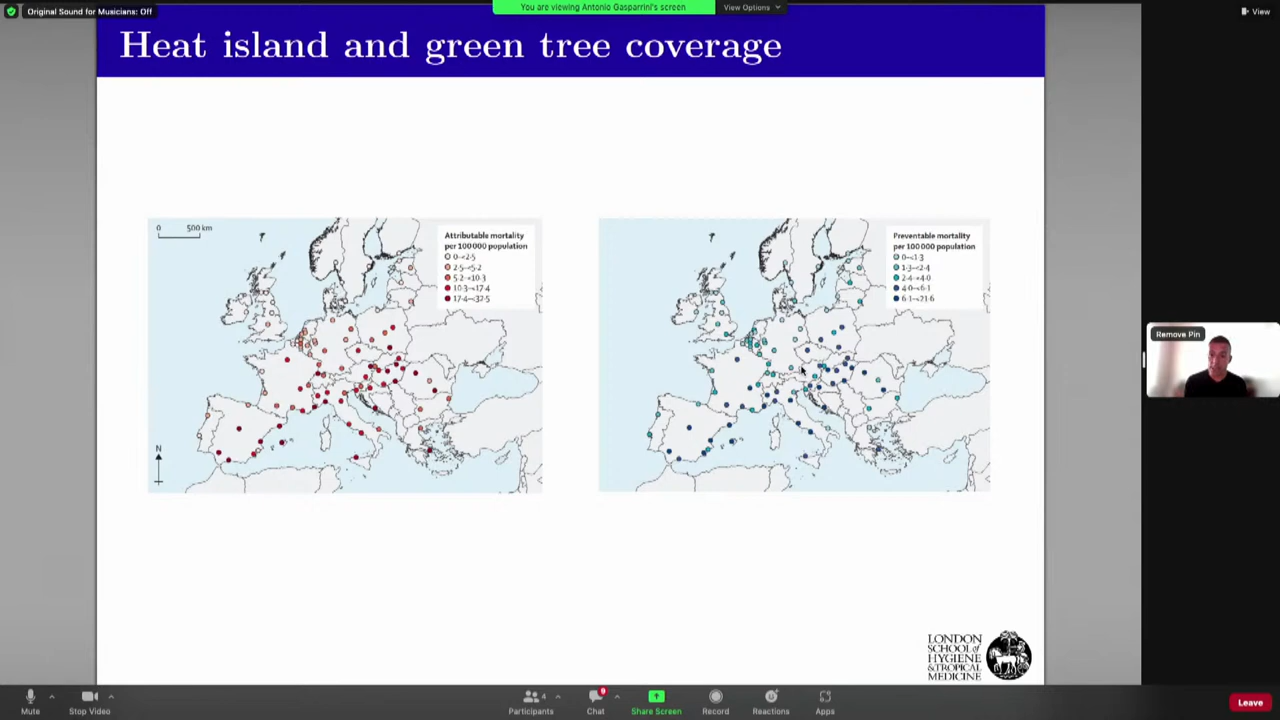 Original Sound for Musicians: Off
You are viewing Antonio Gasparrini's screen
View Options
View
Heat island and green tree coverage
0 500 km
Attributable mortality
per 100 000 population
0–<2·5
2·5–<5·2
5·2–<10·3
10·3–<17·4
17·4–<32·5
N
Preventable mortality
per 100 000 population
0–<1·3
1·3–<2·4
2·4–<4·0
4·0–<6·1
6·1–<21·6
Remove Pin
LONDON
SCHOOL of
HYGIENE
& TROPICAL
MEDICINE
4
9
Mute
Stop Video
Participants
Chat
Share Screen
Record
Reactions
Apps
Leave